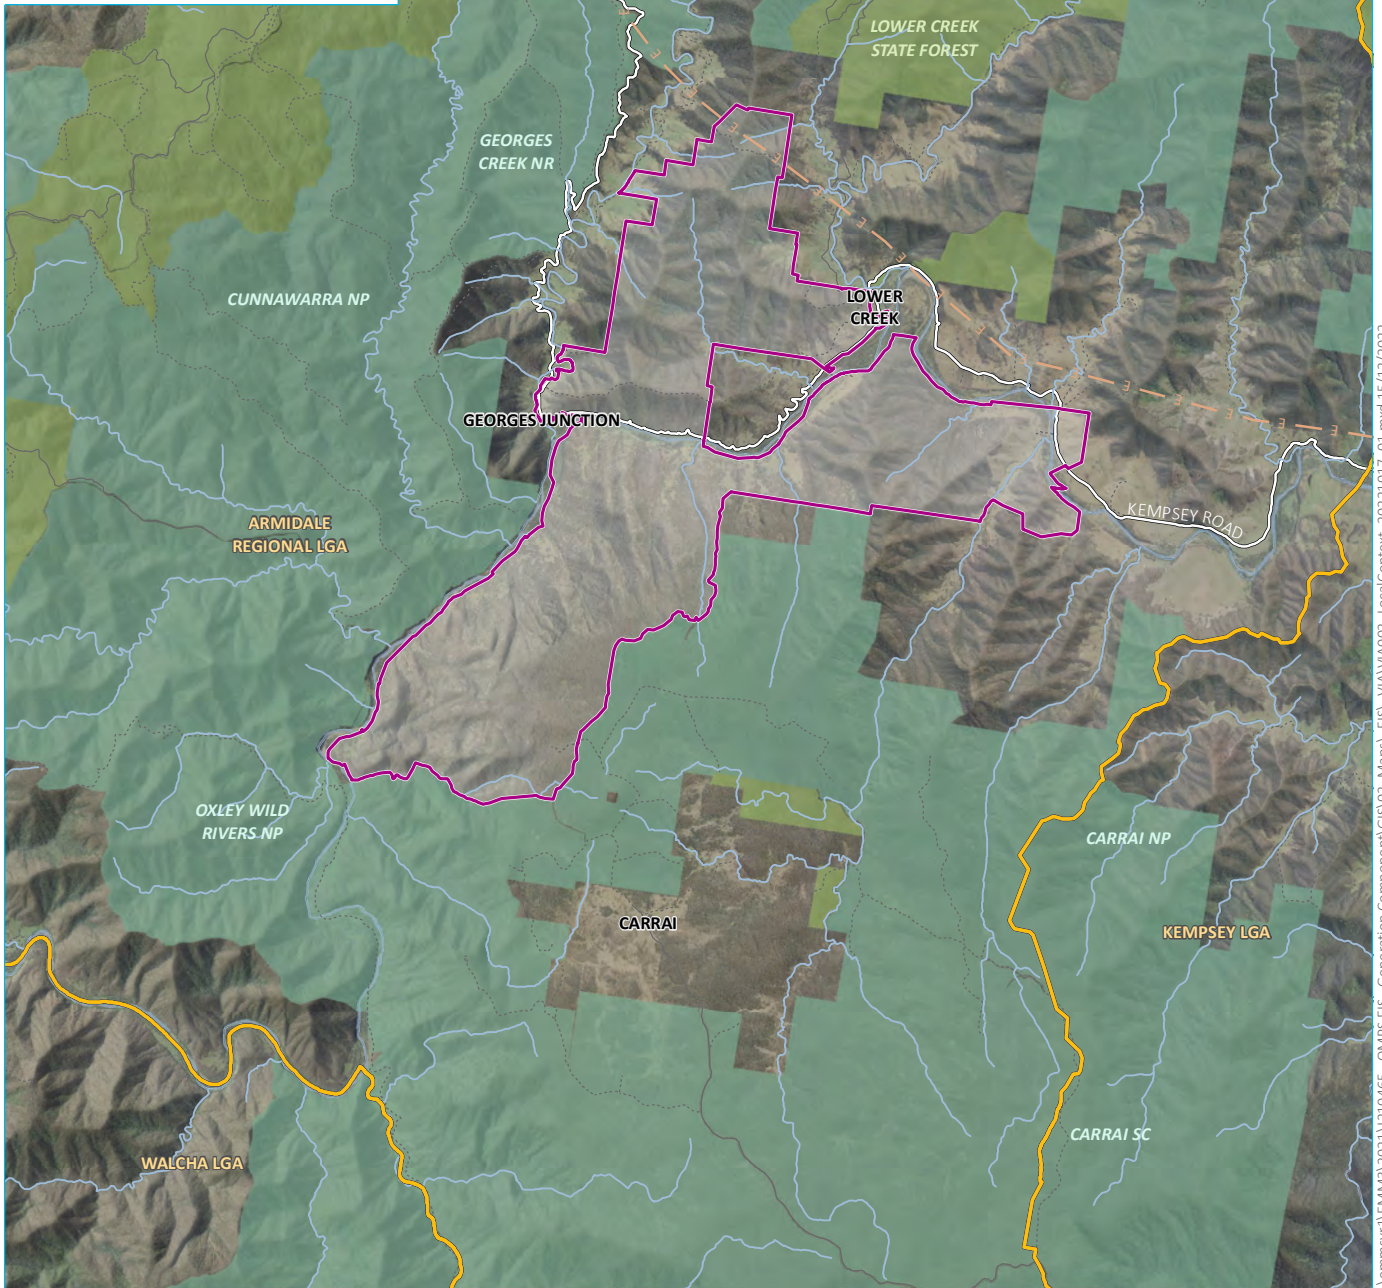 LOWER CREEK
STATE FOREST
GEORGES
CREEK NR
CUNNAWARRA NP
LOWER
CREEK
GEORGES JUNCTION
KEMPSEY ROAD
ARMIDALE
REGIONAL LGA
OXLEY WILD
RIVERS NP
CARRAI NP
CARRAI
KEMPSEY LGA
CARRAI SC
WALCHA LGA
E
E
E
E
E
E
E
E
E
E
E
E